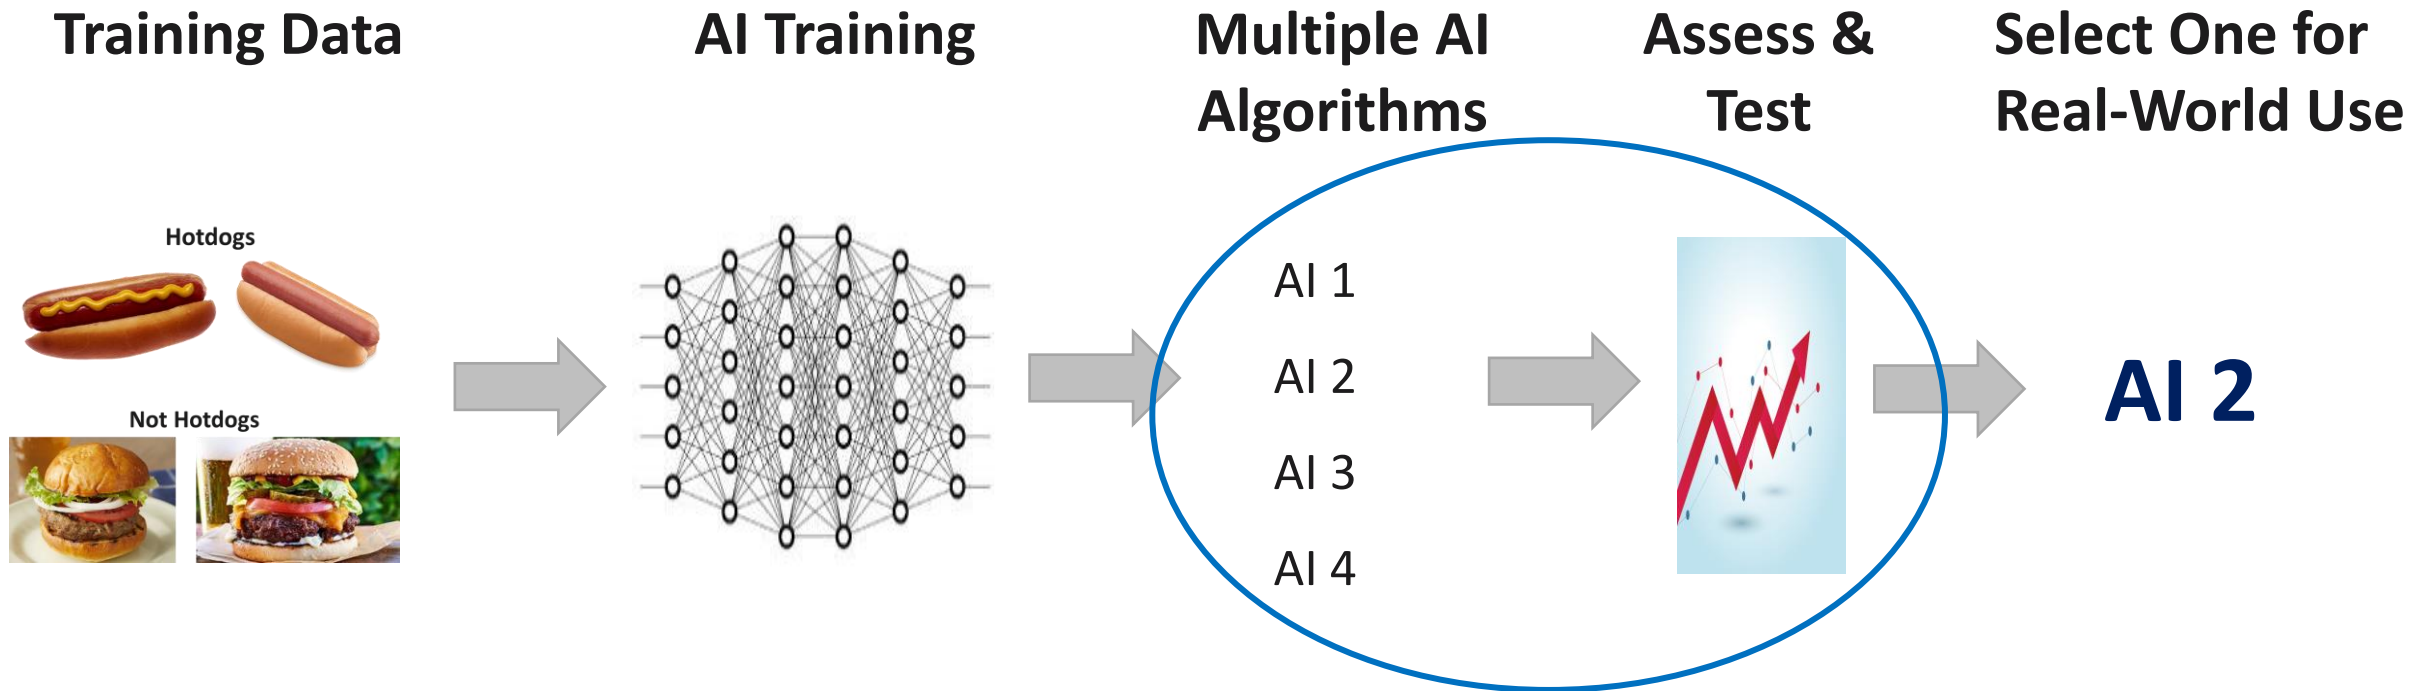 Training Data
AI Training
Multiple AI
Algorithms
Assess &
Test
Select One for
Real-World Use
Hotdogs
Not Hotdogs
AI 1
AI 2
AI 3
AI 4
AI 2